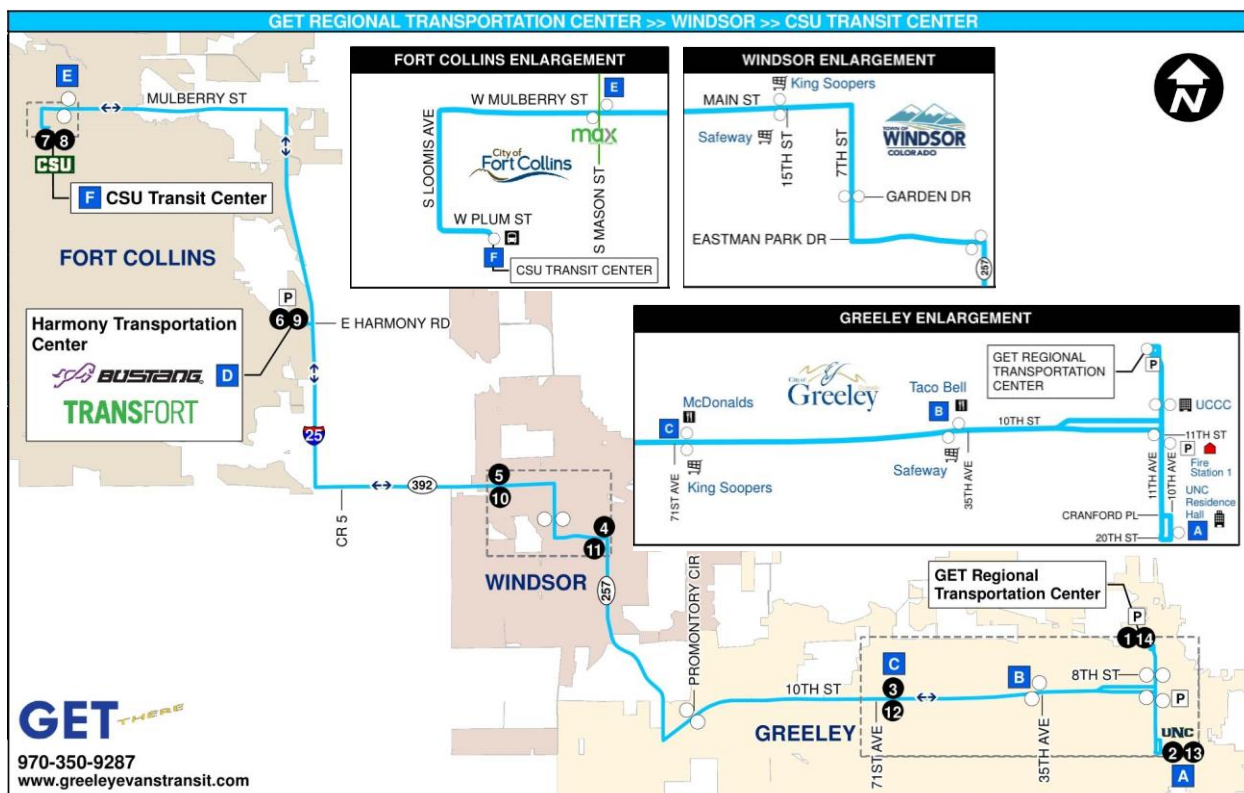 GET REGIONAL TRANSPORTATION CENTER >> WINDSOR >> CSU TRANSIT CENTER
E
MULBERRY ST
7 8
CSU
F CSU Transit Center
FORT COLLINS
P
6 9
E HARMONY RD
Harmony Transportation
Center
BUSTANG
D
TRANSFORT
25
CR 5
392
FORT COLLINS ENLARGEMENT
W MULBERRY ST
E
max
S LOOMIS AVE
City of
Fort Collins
S MASON ST
W PLUM ST
F
CSU TRANSIT CENTER
WINDSOR ENLARGEMENT
King Soopers
MAIN ST
Safeway
15TH ST
7TH ST
TOWN OF
WINDSOR
COLORADO
GARDEN DR
EASTMAN PARK DR
257
N
GREELEY ENLARGEMENT
GET REGIONAL
TRANSPORTATION
CENTER
P
McDonalds
C
City of
Greeley
Taco Bell
B
10TH ST
UCCC
11TH ST
P
Fire
Station 1
King Soopers
71ST AVE
Safeway
35TH AVE
11TH AVE
10TH AVE
UNC
Residence
Hall
CRANFORD PL
20TH ST
A
5
10
4
11
WINDSOR
257
PROMONTORY CIR
GET Regional
Transportation Center
P
1 14
C
3
12
10TH ST
71ST AVE
B
35TH AVE
8TH ST
P
GREELEY
UNC
2 13
A
GET THERE
970-350-9287
www.greeleyevanstransit.com